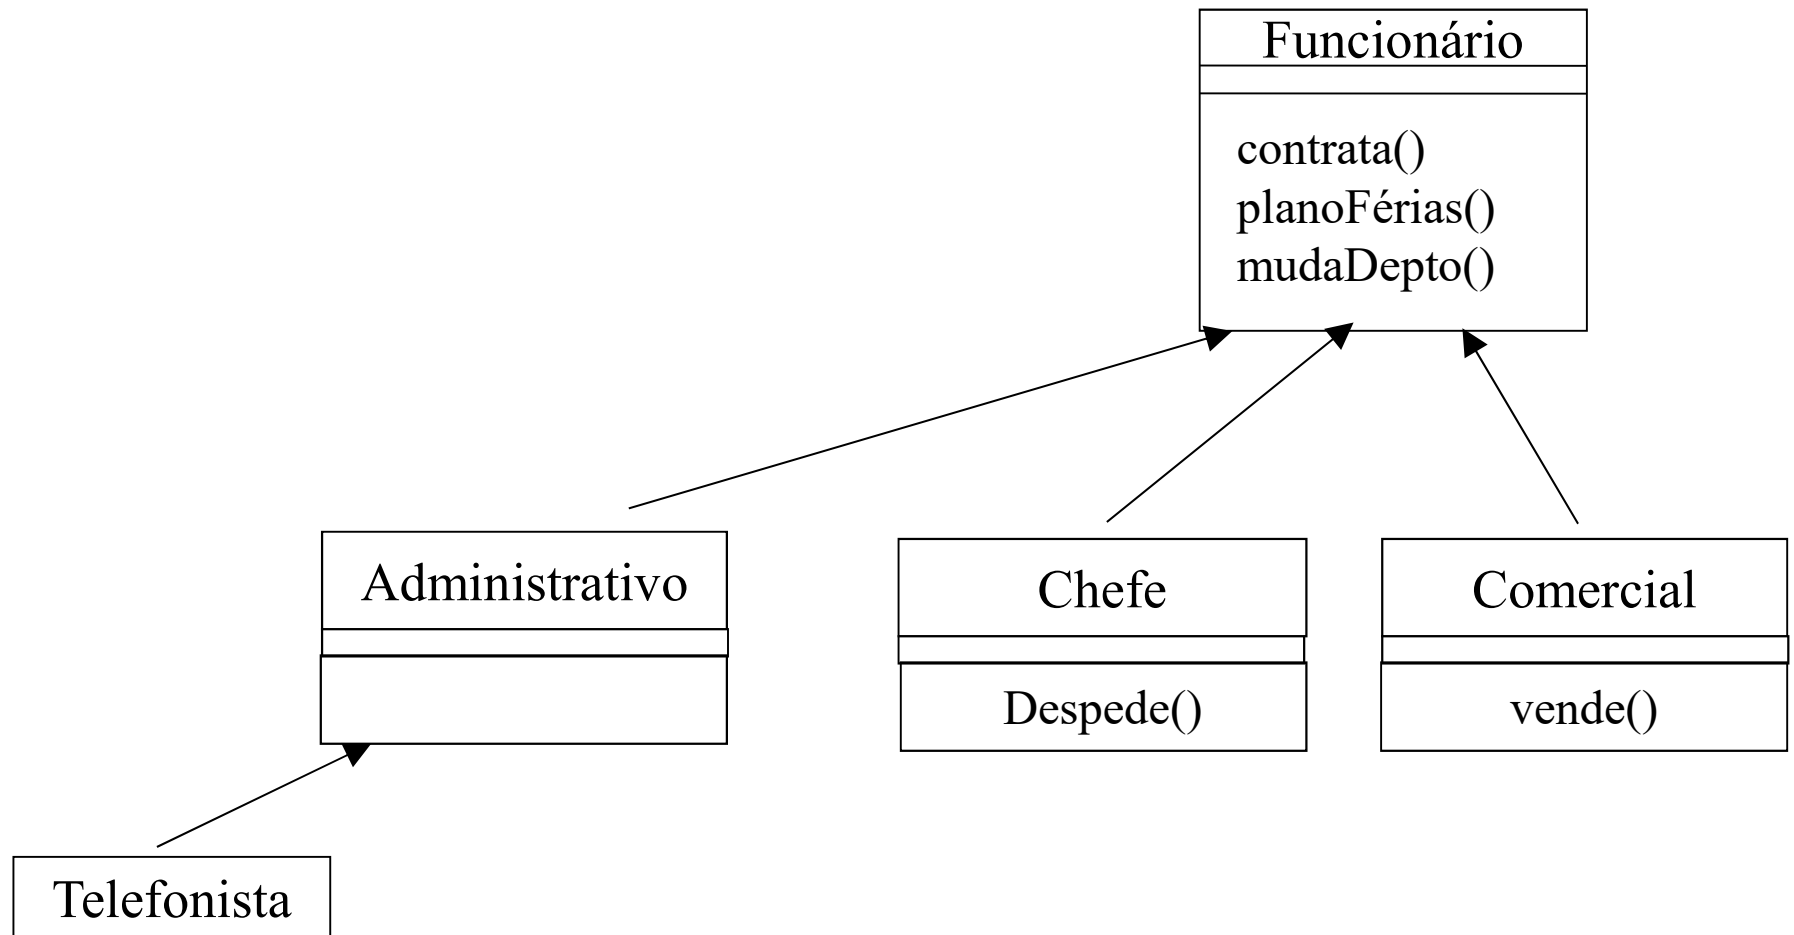 Funcionário
contrata()
planoFérias()
mudaDepto()
Administrativo
Chefe
Despede()
Comercial
vende()
Telefonista